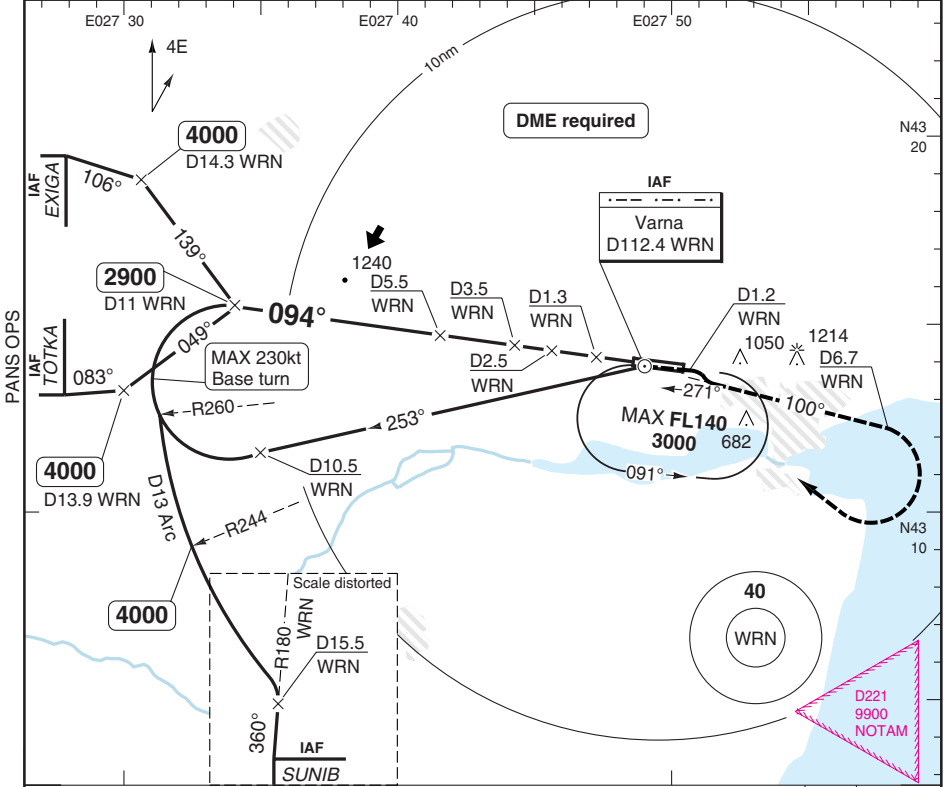 E027 30
E027 40
E027 50
4E
10nm
DME required
N43
20
4000
D14.3 WRN
IAF
EXIGA
106°
139°
IAF
Varna
D112.4 WRN
1240
2900
D11 WRN
094°
D5.5
WRN
D3.5
WRN
D1.3
WRN
D2.5
WRN
D1.2
WRN
1050
1214
D6.7
WRN
PANS OPS
IAF
TOTKA
083°
049°
MAX 230kt
Base turn
271°
100°
R260
253°
MAX FL140
3000
682
091°
4000
D13.9 WRN
D10.5
WRN
D13 Arc
R244
N43
10
4000
Scale distorted
R180
WRN
D15.5
WRN
360°
IAF
SUNIB
40
WRN
D221
9900
NOTAM